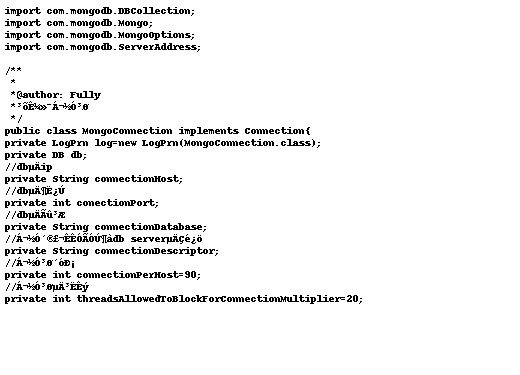 import com.mongodb.DBCollection;
import com.mongodb.Mongo;
import com.mongodb.MongoOptions;
import com.mongodb.ServerAddress;
/**
*
*@author: Fully
*³õÊ¼»¯Á¬½Ó³Ø
*/
public class MongoConnection implements Connection{
private LogPrn log=new LogPrn(MongoConnection.class);
private DB db;
//dbµÄip
private String connectionHost;
//dbµÄ¶Ë¿Ú
private int conectionPort;
//dbµÄÃû³Æ
private String connectionDatabase;
//Á¬½Ó´®£¬ÊÊÓÃÓÚ¶àdb serverµÄÇé¿ö
private String connectionDescriptor;
//Á¬½Ó³Ø´óÐ¡
private int connectionPerHost=90;
//Á¬½Ó³ØµÄ³ËÊý
private int threadsAllowedToBlockForConnectionMultiplier=20;